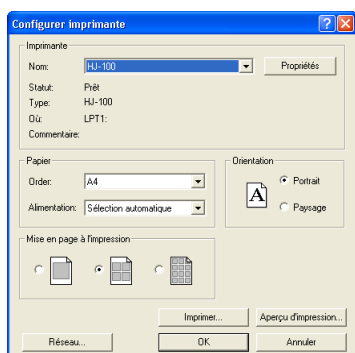 Configurer imprimante
Imprimante
Nom: HJ-100 Propriétés
Statut: Prêt
Type: HJ-100
Où: LPT1:
Commentaire:
Papier
Order: A4
Alimentation: Sélection automatique
Orientation
A Portrait
Paysage
Mise en page à l'impression
Imprimer... Aperçu d'impression...
Réseau... OK Annuler